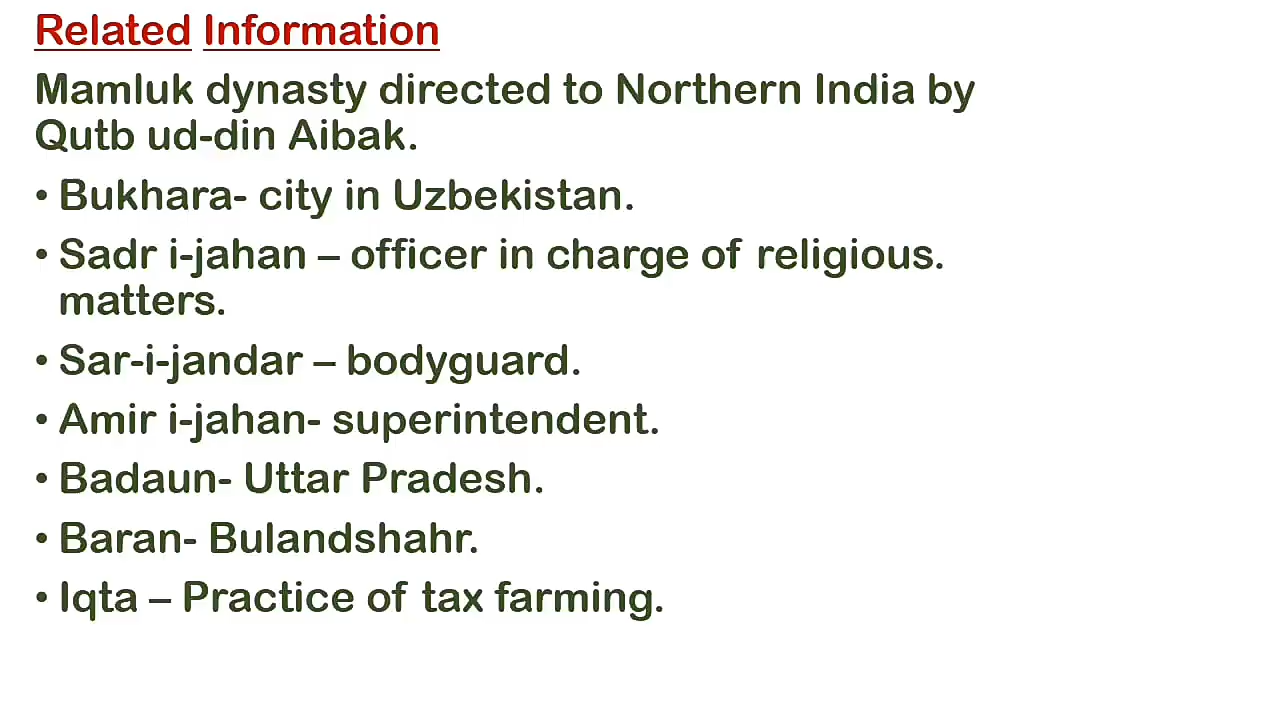 Related Information
Mamluk dynasty directed to Northern India by
Qutb ud-din Aibak.
• Bukhara- city in Uzbekistan.
• Sadr i-jahan – officer in charge of religious.
matters.
• Sar-i-jandar – bodyguard.
• Amir i-jahan- superintendent.
• Badaun- Uttar Pradesh.
• Baran- Bulandshahr.
• Iqta – Practice of tax farming.